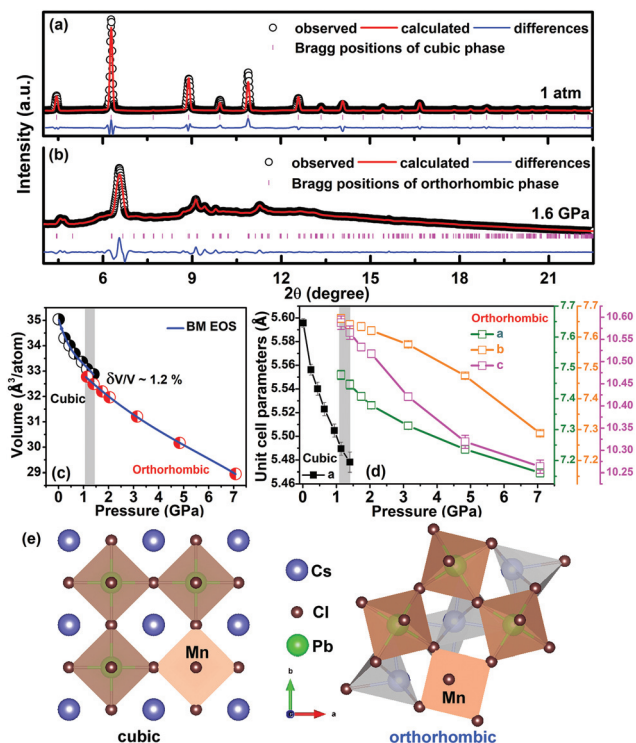 (a) observed calculated differences
Bragg positions of cubic phase
1 atm
(b) observed calculated differences
Bragg positions of orthorhombic phase
1.6 GPa
Intensity (a.u.)
6 9 12 15 18 21
2θ (degree)
35
34
33
32
31
30
29
Volume (Å³/atom)
BM EOS
δV/V ~ 1.2 %
Cubic
(c)
Orthorhombic
0 1 2 3 4 5 6 7
Pressure (GPa)
5.60
5.58
5.56
5.54
5.52
5.50
5.48
5.46
Unit cell parameters (Å)
Orthorhombic
a
b
c
Cubic
a
(d)
0 1 2 3 4 5 6 7
Pressure (GPa)
7.7
7.6
7.5
7.4
7.3
7.2
7.7
7.6
7.5
7.4
7.3
7.2
10.60
10.55
10.50
10.45
10.40
10.35
10.30
10.25
(e)
Mn
cubic
Cs
Cl
Pb
b
a
Mn
orthorhombic